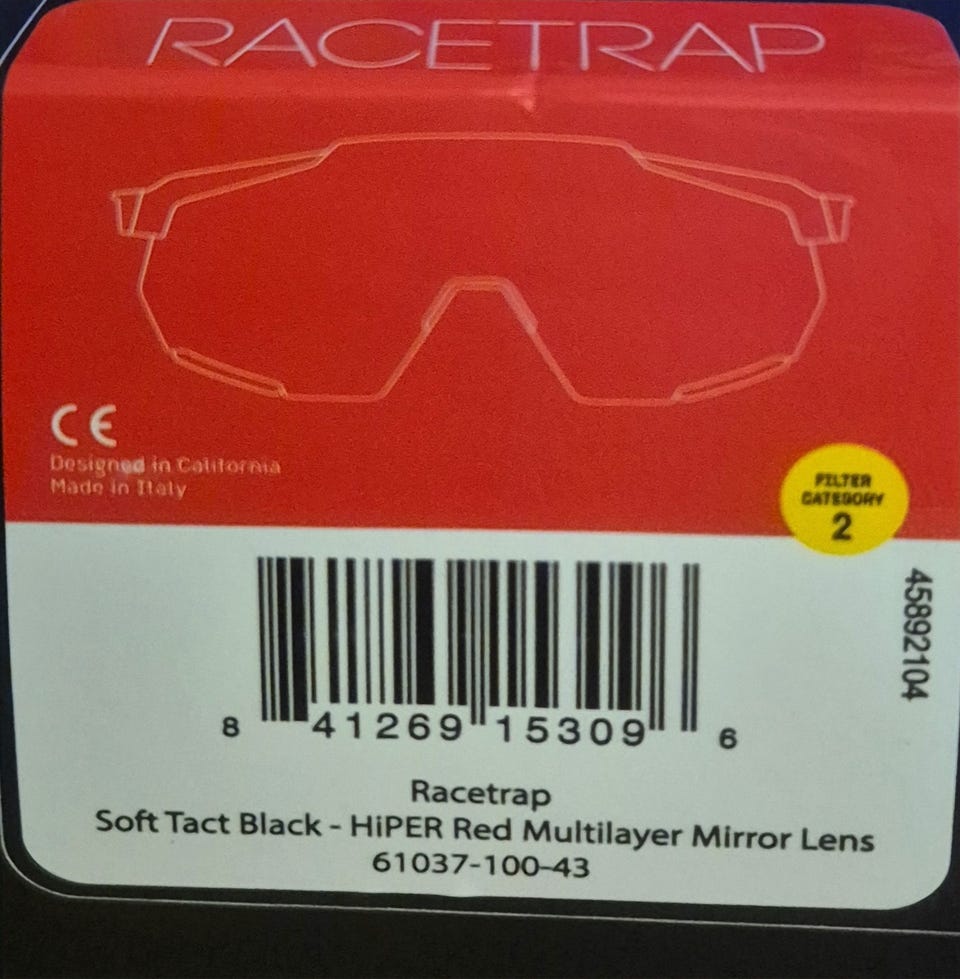 RACETRAP
CE
Designed in California
Made in Italy
FILTER
CATEGORY
2
45892104
8 41269 15309 6
Racetrap
Soft Tact Black - HiPER Red Multilayer Mirror Lens
61037-100-43